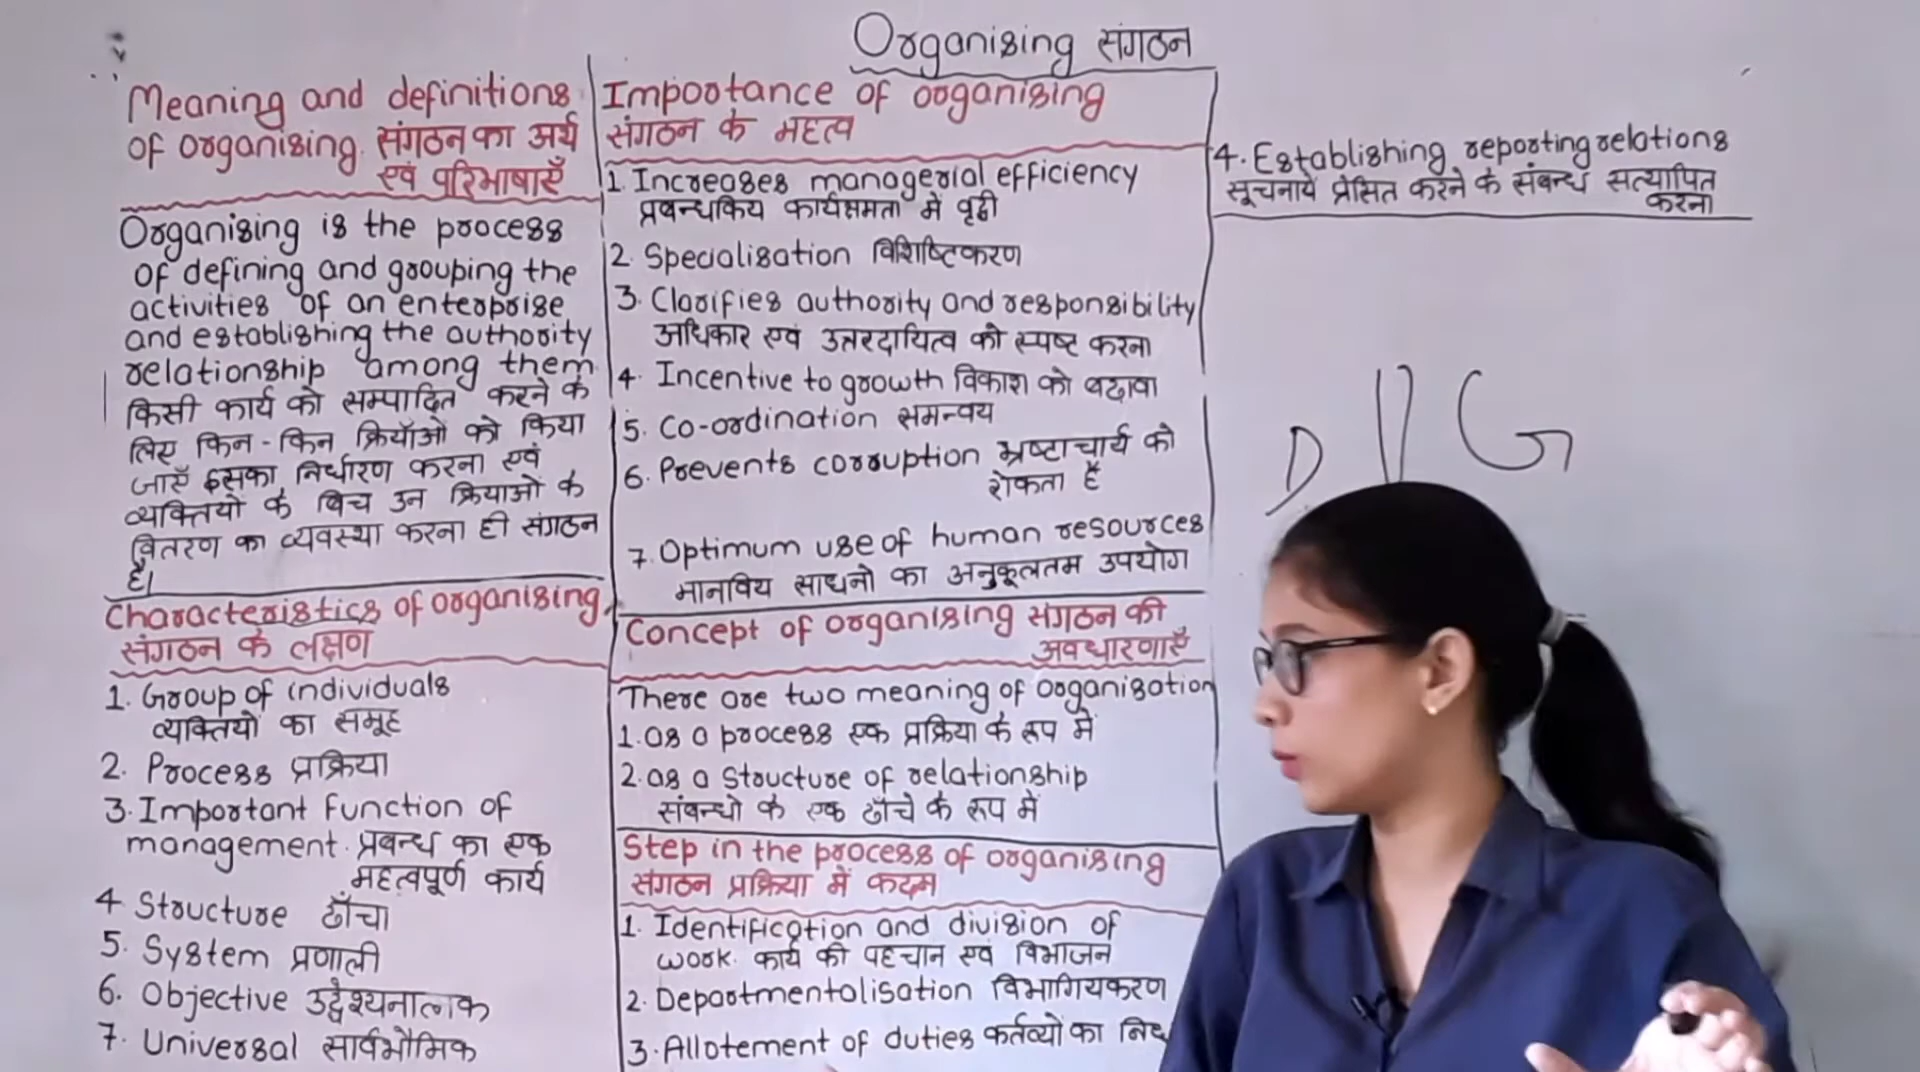 Organising संगठन
Meaning and definitions
of organising. संगठन का अर्थ
एवं परिभाषाएँ
Organising is the process
of defining and grouping the
activities of an enterprise
and establishing the authority
relationship among them
किसी कार्य को सम्पादित करने के
लिए किन-किन क्रियाँओ को किया
जाएँ इसका निर्धारण करना एवं
व्यक्तियो के बिच उन क्रियाओ के
वितरण का व्यवस्था करना ही संगठन
है।
Characteristics of organising
संगठन के लक्षण
1. Group of individuals
व्यक्तियो का समूह
2. Process प्रक्रिया
3. Important function of
management. प्रबन्ध का एक
महत्वपूर्ण कार्य
4 Structure ढाँचा
5. System प्रणाली
6. Objective उद्देश्यनात्मक
7. Universal सार्वभौमिक
Importance of organising
संगठन के महत्व
1. Increases managerial efficiency
प्रबन्धकिय कार्यक्षमता में वृद्दी
2. Specialisation विशिष्टिकरण
3. Clarifies authority and responsibility
अधिकार एवं उत्तरदायित्व को स्पष्ट करना
4. Incentive to growth विकाश को बढ़ावा
5. Co-ordination समन्वय
6. Prevents corruption भ्रष्टाचार्य को
रोकता है
7. Optimum use of human resources
मानविय साधनो का अनुकूलतम उपयोग
Concept of organising संगठन की
अवधारणाएँ
There are two meaning of organisation
1. as a process एक प्रक्रिया के रूप में
2. as a Structure of relationship
संबन्धो के एक ढाँचे के रूप में
Step in the process of organising
संगठन प्रक्रिया में कदम
1. Identification and division of
work. कार्य की पहचान एवं विभाजन
2. Departmentalisation विभागियकरण
3. Allotement of duties कर्तव्यो का
4. Establishing reporting relations
सूचनायें प्रेसित करने के संबन्ध सत्यापित
करना
D G